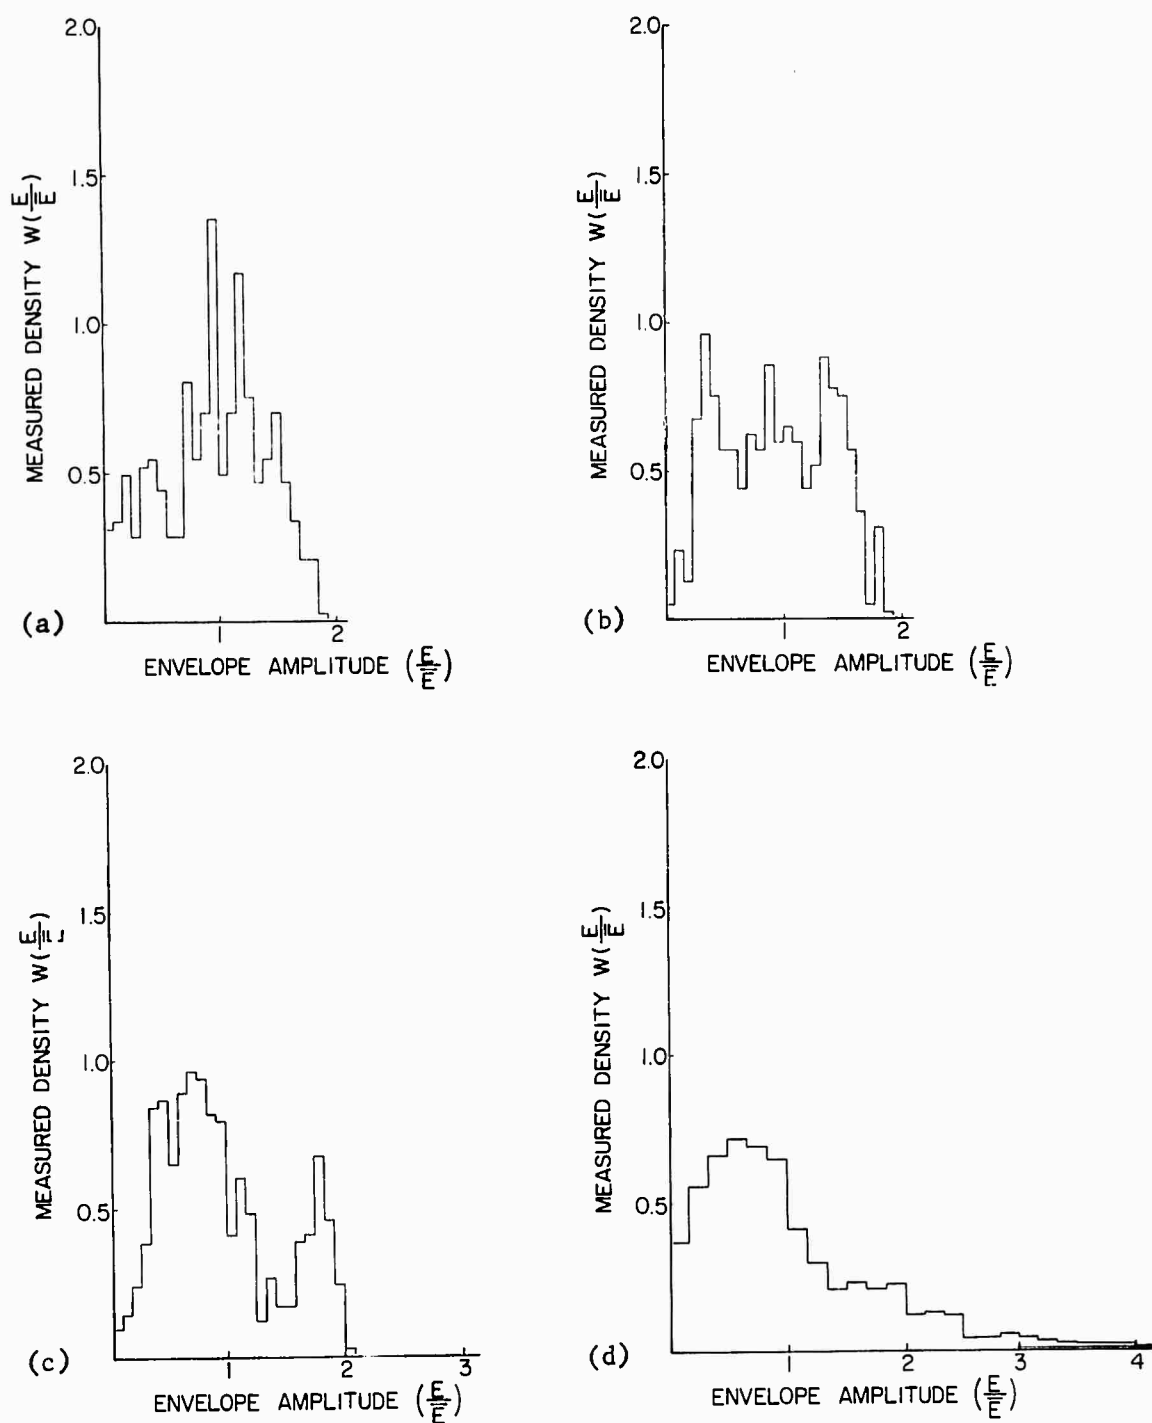 2.0
1.5
1.0
0.5
MEASURED DENSITY W(E/E)
(a)
1 2
ENVELOPE AMPLITUDE (E/E)
2.0
1.5
1.0
0.5
MEASURED DENSITY W(E/E)
(b)
1 2
ENVELOPE AMPLITUDE (E/E)
2.0
1.5
1.0
0.5
MEASURED DENSITY W(E
(c)
1 2 3
ENVELOPE AMPLITUDE (E/E)
2.0
1.5
1.0
0.5
MEASURED DENSITY W(E/E)
(d)
1 2 3 4
ENVELOPE AMPLITUDE (E/E)